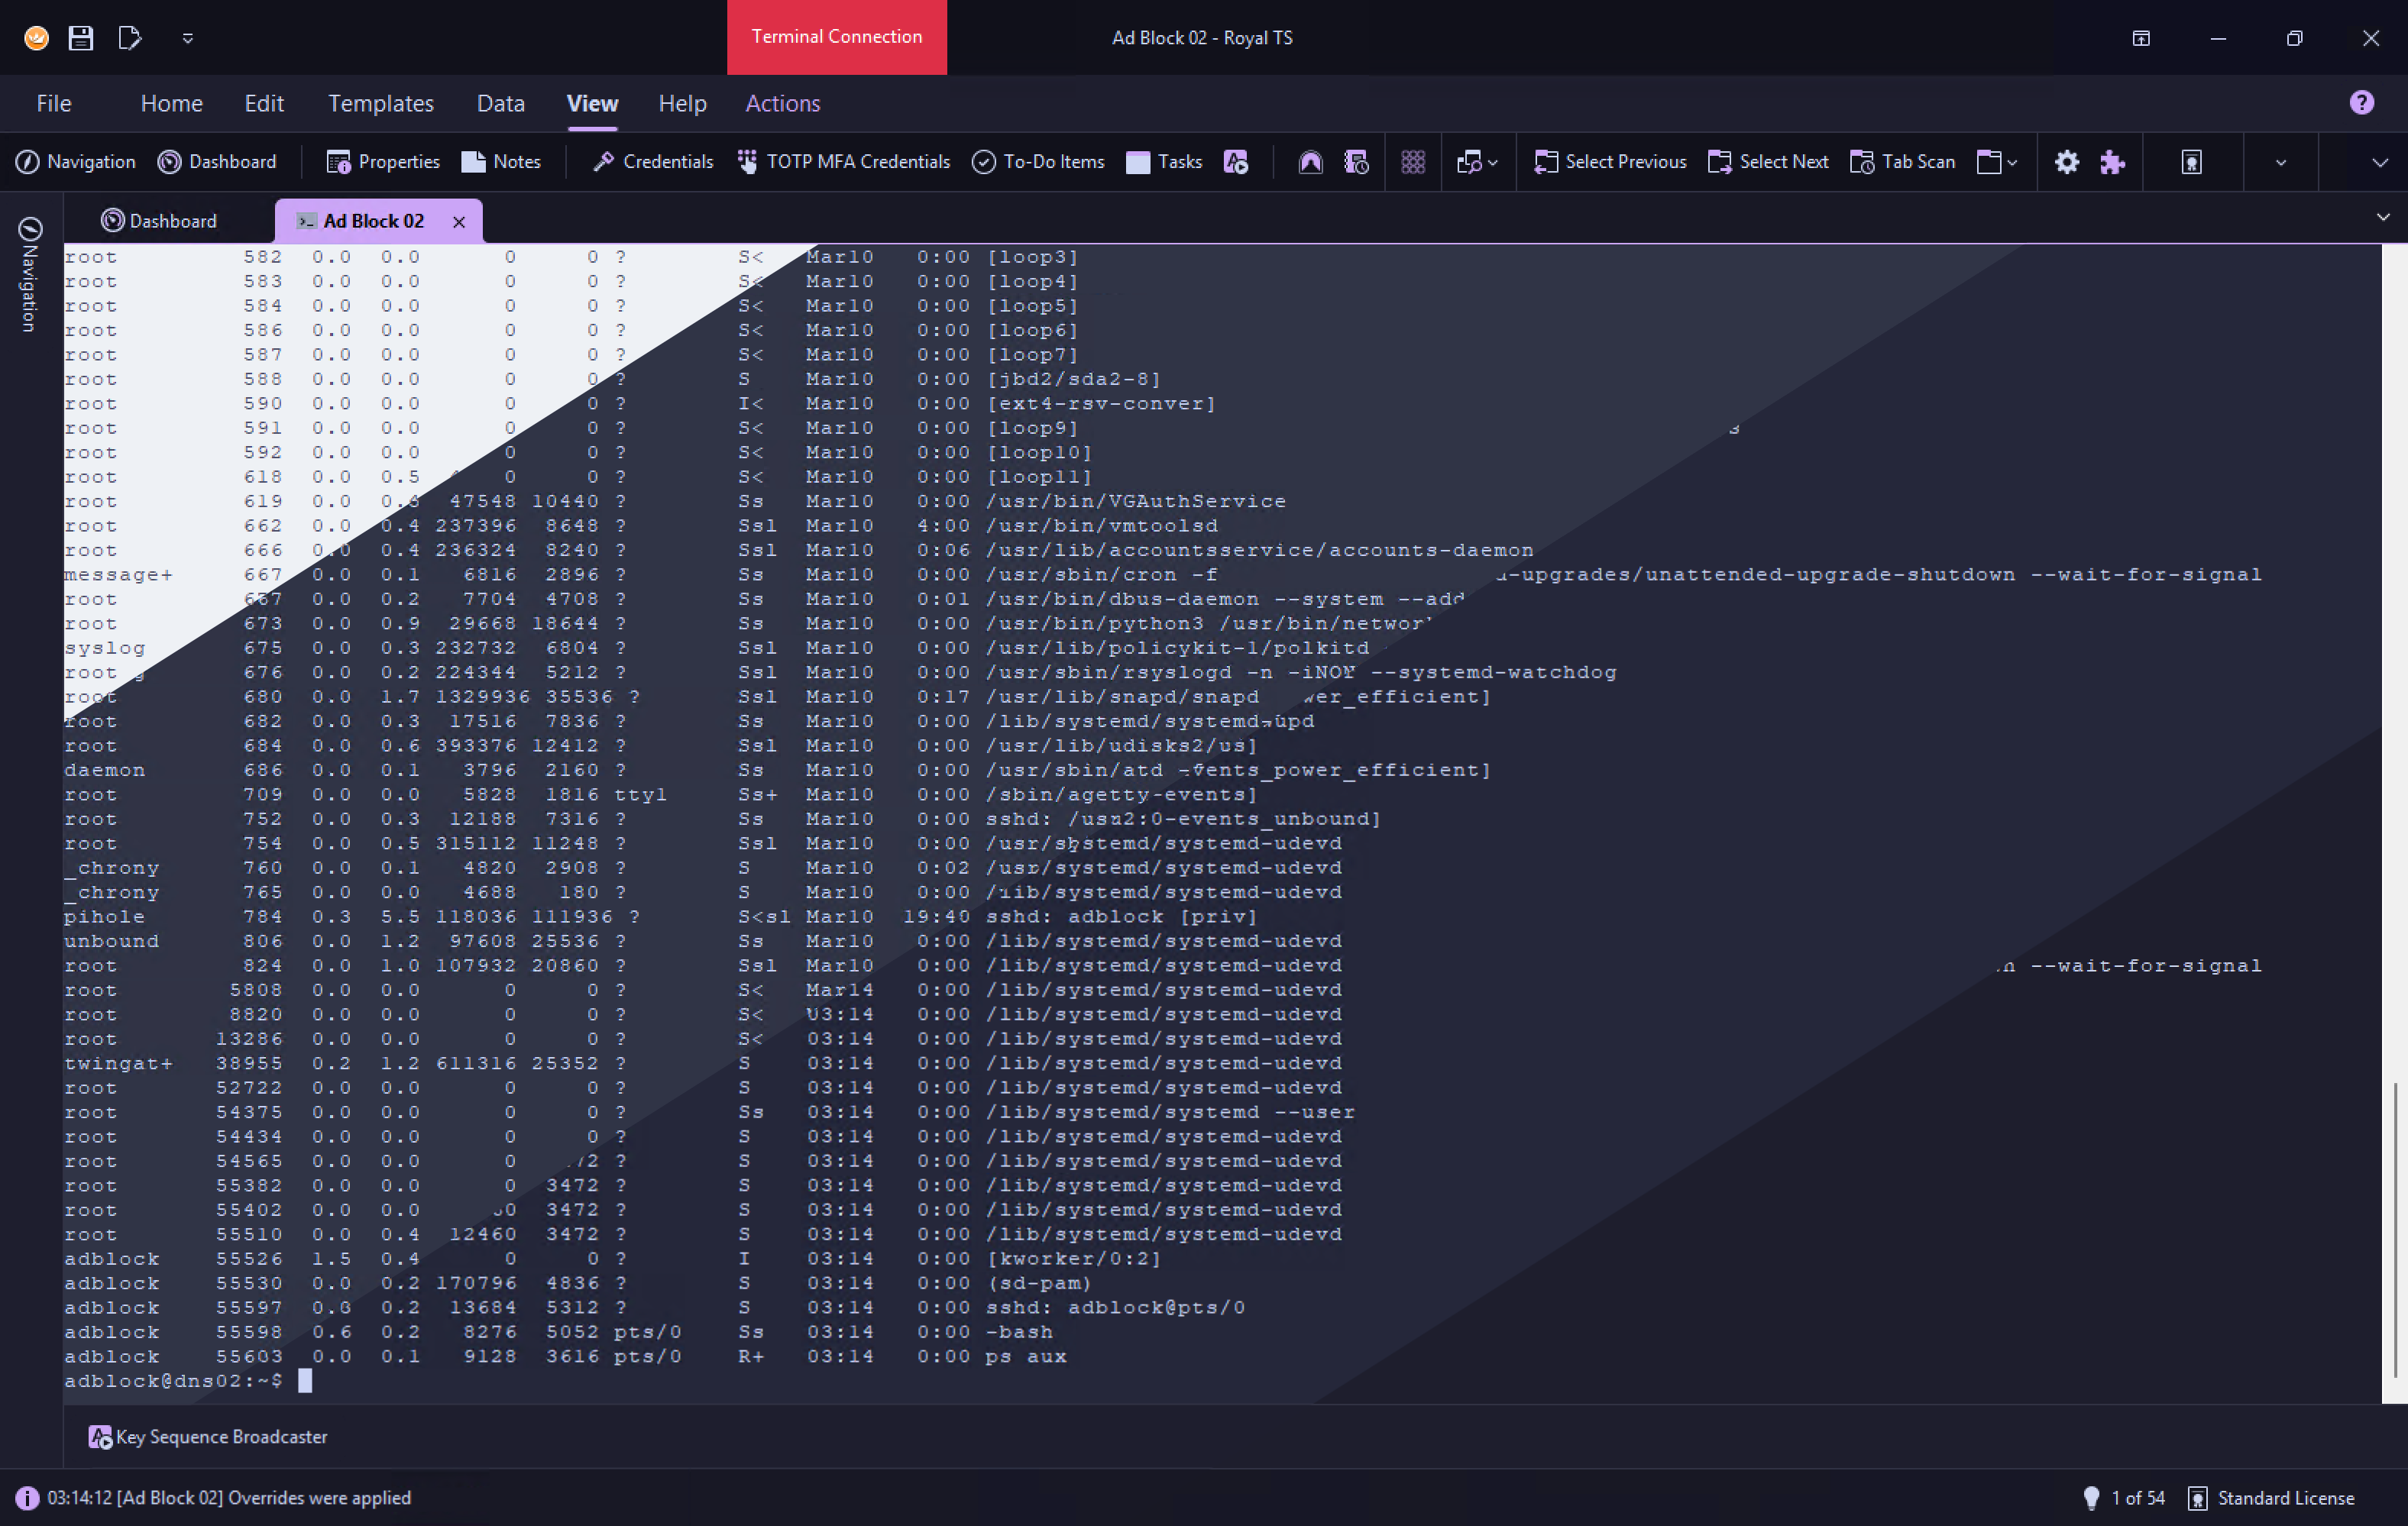 Terminal Connection
Ad Block 02 - Royal TS
File Home Edit Templates Data View Help Actions
Navigation Dashboard Properties Notes Credentials TOTP MFA Credentials To-Do Items Tasks Select Previous Select Next Tab Scan
Navigation
Dashboard Ad Block 02
root 582 0.0 0.0 0 0 ? S< Mar10 0:00 [loop3]
root 583 0.0 0.0 0 0 ? S< Mar10 0:00 [loop4]
root 584 0.0 0.0 0 0 ? S< Mar10 0:00 [loop5]
root 586 0.0 0.0 0 0 ? S< Mar10 0:00 [loop6]
root 587 0.0 0.0 0 0 ? S< Mar10 0:00 [loop7]
root 588 0.0 0.0 0 0 ? S Mar10 0:00 [jbd2/sda2-8]
root 590 0.0 0.0 0 0 ? I< Mar10 0:00 [ext4-rsv-conver]
root 591 0.0 0.0 0 0 ? S< Mar10 0:00 [loop9]
root 592 0.0 0.0 0 0 ? S< Mar10 0:00 [loop10]
root 618 0.0 0.5 0 0 ? S< Mar10 0:00 [loop11]
root 619 0.0 47548 10440 ? Ss Mar10 0:00 /usr/bin/VGAuthService
root 662 0.0 0.4 237396 8648 ? Ssl Mar10 4:00 /usr/bin/vmtoolsd
root 666 0.0 0.4 236324 8240 ? Ssl Mar10 0:06 /usr/lib/accountsservice/accounts-daemon
message+ 667 0.0 0.1 6816 2896 ? Ss Mar10 0:00 /usr/sbin/cron -f -upgrades/unattended-upgrade-shutdown --wait-for-signal
root 0.0 0.2 7704 4708 ? Ss Mar10 0:01 /usr/bin/dbus-daemon --system --add
root 673 0.0 0.9 29668 18644 ? Ss Mar10 0:00 /usr/bin/python3 /usr/bin/networ
syslog 675 0.0 0.3 232732 6804 ? Ssl Mar10 0:00 /usr/lib/policykit-1/polkitd
root 676 0.0 0.2 224344 5212 ? Ssl Mar10 0:00 /usr/sbin/rsyslogd -n -iNO --systemd-watchdog
root 680 0.0 1.7 1329936 35536 ? Ssl Mar10 0:17 /usr/lib/snapd/snapd wer_efficient]
root 682 0.0 0.3 17516 7836 ? Ss Mar10 0:00 /lib/systemd/systemd upd
root 684 0.0 0.6 393376 12412 ? Ssl Mar10 0:00 /usr/lib/udisks2/us]
daemon 686 0.0 0.1 3796 2160 ? Ss Mar10 0:00 /usr/sbin/atd -vents_power_efficient]
root 709 0.0 0.0 5828 1816 tty1 Ss+ Mar10 0:00 /sbin/agetty-events]
root 752 0.0 0.3 12188 7316 ? Ss Mar10 0:00 sshd: /usu2:0-events_unbound]
root 754 0.0 0.5 315112 11248 ? Ssl Mar10 0:00 /usr/systemd/systemd-udevd
_chrony 760 0.0 0.1 4820 2908 ? S Mar10 0:02 /usr/systemd/systemd-udevd
_chrony 765 0.0 0.0 4688 180 ? S Mar10 0:00 /lib/systemd/systemd-udevd
pihole 784 0.3 5.5 118036 111936 ? S<sl Mar10 19:40 sshd: adblock [priv]
unbound 806 0.0 1.2 97608 25536 ? Ss Mar10 0:00 /lib/systemd/systemd-udevd
root 824 0.0 1.0 107932 20860 ? Ssl Mar10 0:00 /lib/systemd/systemd-udevd n --wait-for-signal
root 5808 0.0 0.0 0 0 ? S< Mar14 0:00 /lib/systemd/systemd-udevd
root 8820 0.0 0.0 0 0 ? S< 03:14 0:00 /lib/systemd/systemd-udevd
root 13286 0.0 0.0 0 0 ? S< 03:14 0:00 /lib/systemd/systemd-udevd
twingat+ 38955 0.2 1.2 611316 25352 ? S 03:14 0:00 /lib/systemd/systemd-udevd
root 52722 0.0 0.0 0 0 ? S 03:14 0:00 /lib/systemd/systemd-udevd
root 54375 0.0 0.0 0 0 ? Ss 03:14 0:00 /lib/systemd/systemd --user
root 54434 0.0 0.0 0 0 ? S 03:14 0:00 /lib/systemd/systemd-udevd
root 54565 0.0 0.0 0 72 ? S 03:14 0:00 /lib/systemd/systemd-udevd
root 55382 0.0 0.0 0 3472 ? S 03:14 0:00 /lib/systemd/systemd-udevd
root 55402 0.0 0.0 0 3472 ? S 03:14 0:00 /lib/systemd/systemd-udevd
root 55510 0.0 0.4 12460 3472 ? S 03:14 0:00 /lib/systemd/systemd-udevd
adblock 55526 1.5 0.4 0 0 ? I 03:14 0:00 [kworker/0:2]
adblock 55530 0.0 0.2 170796 4836 ? S 03:14 0:00 (sd-pam)
adblock 55597 0.2 13684 5312 ? S 03:14 0:00 sshd: adblock@pts/0
adblock 55598 0.6 0.2 8276 5052 pts/0 Ss 03:14 0:00 -bash
adblock 55603 0.0 0.1 9128 3616 pts/0 R+ 03:14 0:00 ps aux
adblock@dns02:~$
Key Sequence Broadcaster
03:14:12 [Ad Block 02] Overrides were applied
1 of 54 Standard License